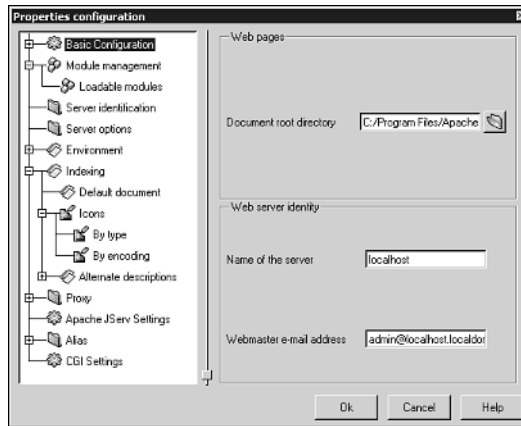 Properties configuration
Basic Configuration
Module management
Loadable modules
Server identification
Server options
Environment
Indexing
Default document
Icons
By type
By encoding
Alternate descriptions
Proxy
Apache JServ Settings
Alias
CGI Settings
Web pages
Document root directory C:/Program Files/Apache
Web server identity
Name of the server localhost
Webmaster e-mail address admin@localhost.localdor
Ok Cancel Help